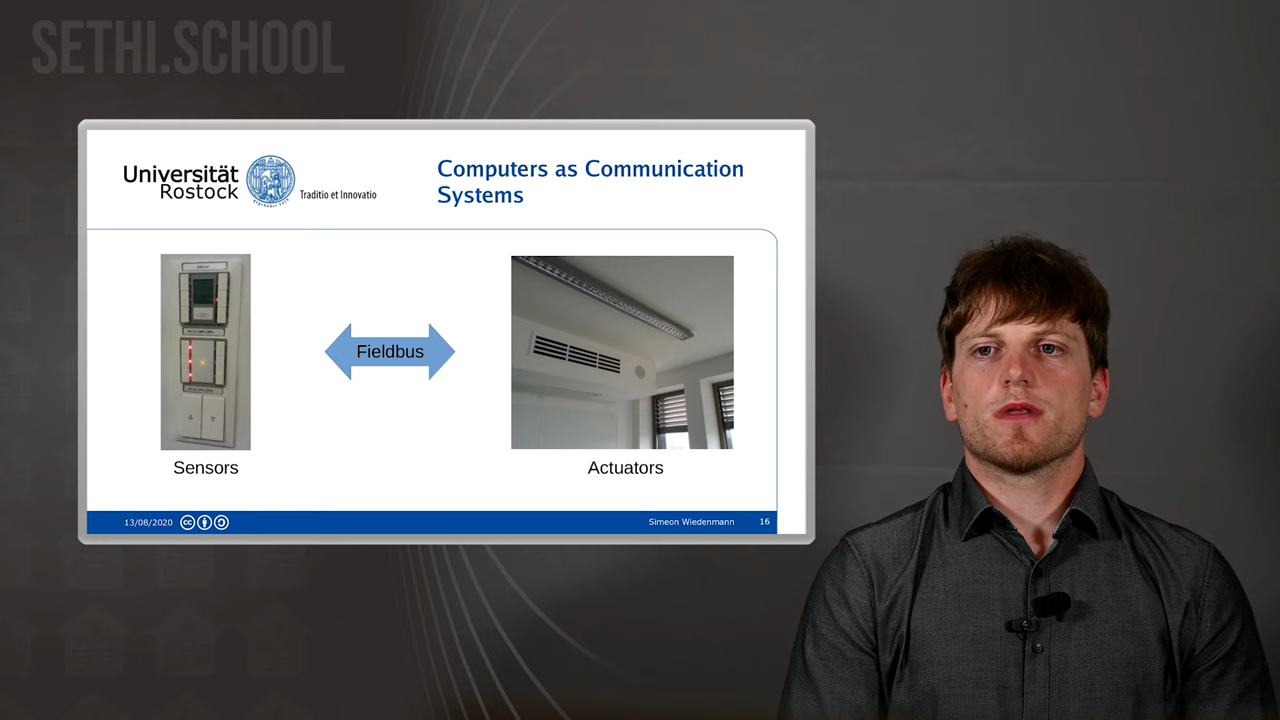 SETHI.SCHOOL
Universität
Rostock
Traditio et Innovatio
Computers as Communication
Systems
Fieldbus
Sensors
Actuators
13/08/2020
Simeon Wiedenmann
16